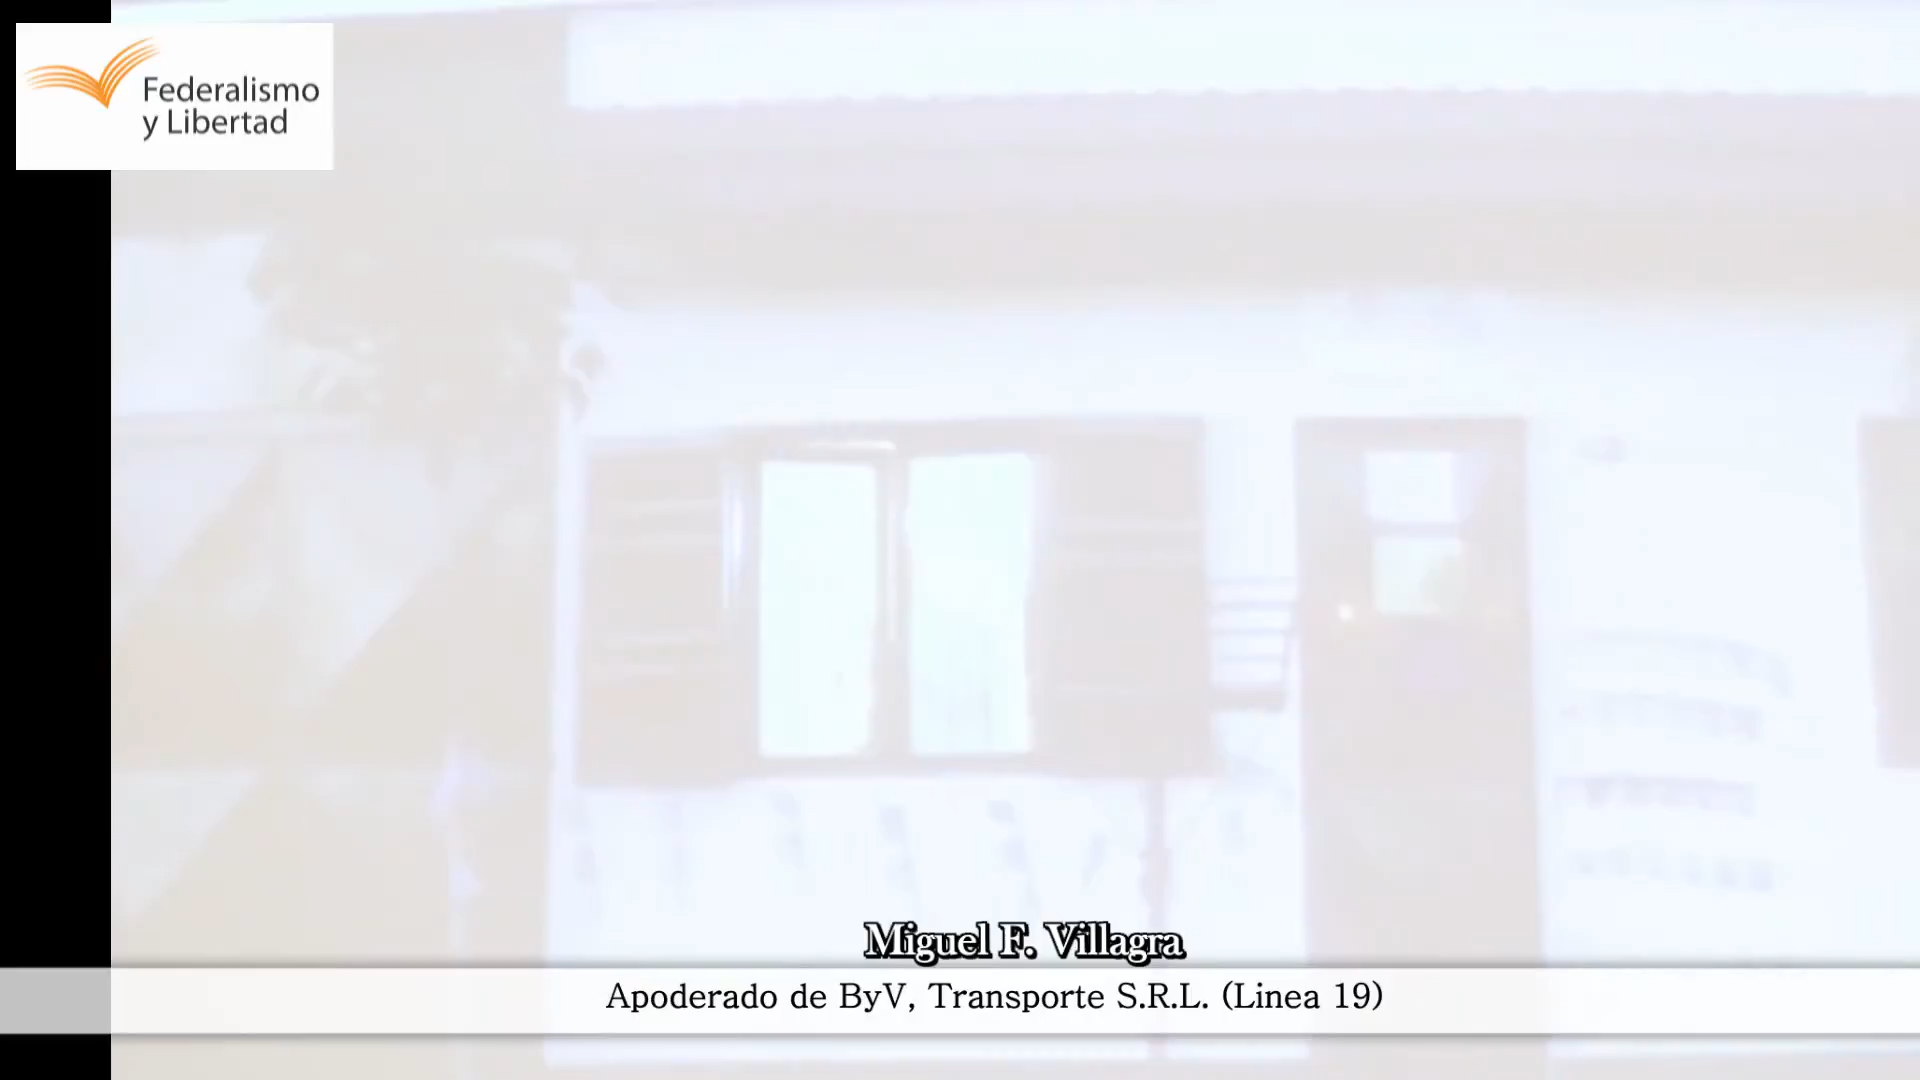 Federalismo
y Libertad
Miguel F. Villagra
Apoderado de ByV, Transporte S.R.L. (Linea 19)